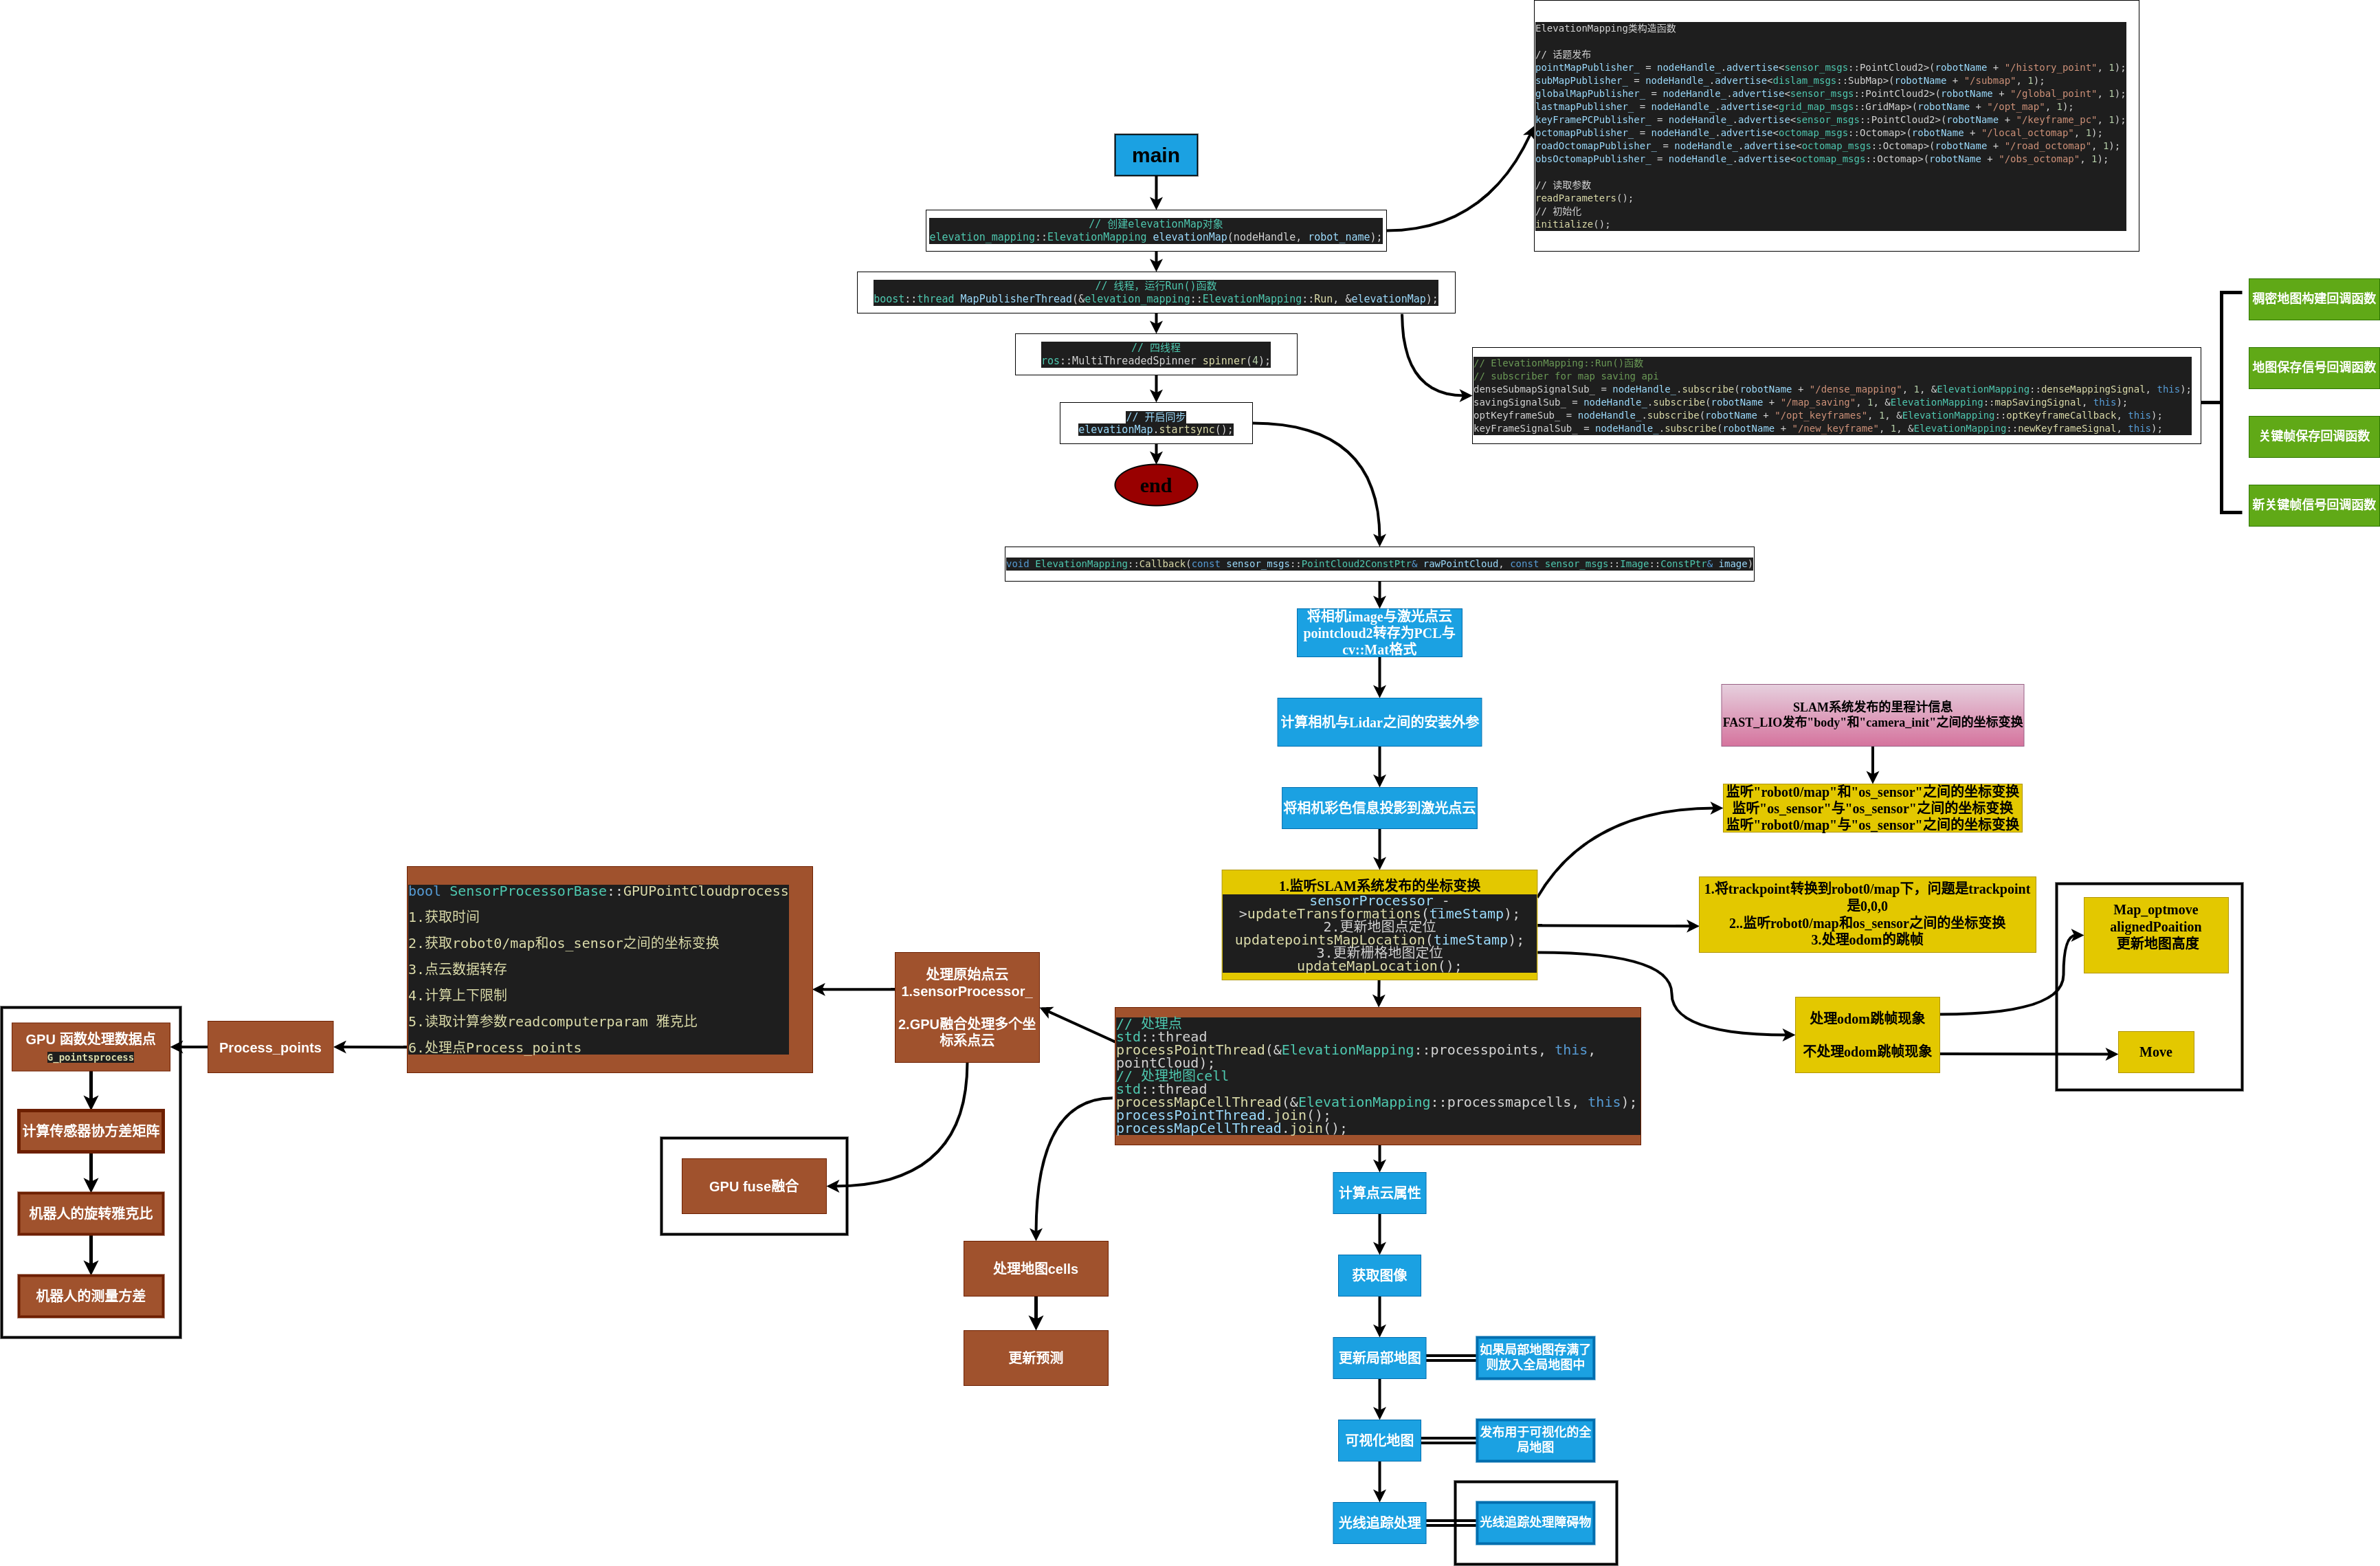 ElevationMapping类构造函数
// 话题发布
pointMapPublisher_ = nodeHandle_.advertise<sensor_msgs::PointCloud2>(robotName + "/history_point", 1);
subMapPublisher_ = nodeHandle_.advertise<dislam_msgs::SubMap>(robotName + "/submap", 1);
globalMapPublisher_ = nodeHandle_.advertise<sensor_msgs::PointCloud2>(robotName + "/global_point", 1);
lastmapPublisher_ = nodeHandle_.advertise<grid_map_msgs::GridMap>(robotName + "/opt_map", 1);
keyFramePCPublisher_ = nodeHandle_.advertise<sensor_msgs::PointCloud2>(robotName + "/keyframe_pc", 1);
octomapPublisher_ = nodeHandle_.advertise<octomap_msgs::Octomap>(robotName + "/local_octomap", 1);
roadOctomapPublisher_ = nodeHandle_.advertise<octomap_msgs::Octomap>(robotName + "/road_octomap", 1);
obsOctomapPublisher_ = nodeHandle_.advertise<octomap_msgs::Octomap>(robotName + "/obs_octomap", 1);
// 读取参数
readParameters();
// 初始化
initialize();
main
// 创建elevationMap对象
elevation_mapping::ElevationMapping elevationMap(nodeHandle, robot_name);
// 线程，运行Run()函数
boost::thread MapPublisherThread(&elevation_mapping::ElevationMapping::Run, &elevationMap);
// 四线程
ros::MultiThreadedSpinner spinner(4);
// 开启同步
elevationMap.startsync();
end
// ElevationMapping::Run()函数
// subscriber for map saving api
denseSubmapSignalSub_ = nodeHandle_.subscribe(robotName + "/dense_mapping", 1, &ElevationMapping::denseMappingSignal, this);
savingSignalSub_ = nodeHandle_.subscribe(robotName + "/map_saving", 1, &ElevationMapping::mapSavingSignal, this);
optKeyframeSub_ = nodeHandle_.subscribe(robotName + "/opt_keyframes", 1, &ElevationMapping::optKeyframeCallback, this);
keyFrameSignalSub_ = nodeHandle_.subscribe(robotName + "/new_keyframe", 1, &ElevationMapping::newKeyframeSignal, this);
稠密地图构建回调函数
地图保存信号回调函数
关键帧保存回调函数
新关键帧信号回调函数
void ElevationMapping::Callback(const sensor_msgs::PointCloud2ConstPtr& rawPointCloud, const sensor_msgs::Image::ConstPtr& image)
将相机image与激光点云
pointcloud2转存为PCL与
cv::Mat格式
计算相机与Lidar之间的安装外参
将相机彩色信息投影到激光点云
SLAM系统发布的里程计信息
FAST_LIO发布"body"和"camera_init"之间的坐标变换
监听"robot0/map"和"os_sensor"之间的坐标变换
监听"os_sensor"与"os_sensor"之间的坐标变换
监听"robot0/map"与"os_sensor"之间的坐标变换
1.监听SLAM系统发布的坐标变换
sensorProcessor_-
>updateTransformations(timeStamp);
2.更新地图点定位
updatepointsMapLocation(timeStamp);
3.更新栅格地图定位
updateMapLocation();
1.将trackpoint转换到robot0/map下，问题是trackpoint
是0,0,0
2..监听robot0/map和os_sensor之间的坐标变换
3.处理odom的跳帧
处理odom跳帧现象
不处理odom跳帧现象
Map_optmove
alignedPoaition
更新地图高度
Move
// 处理点
std::thread
processPointThread(&ElevationMapping::processpoints, this,
pointCloud);
// 处理地图cell
std::thread
processMapCellThread(&ElevationMapping::processmapcells, this);
processPointThread.join();
processMapCellThread.join();
处理原始点云
1.sensorProcessor_
2.GPU融合处理多个坐
标系点云
bool SensorProcessorBase::GPUPointCloudprocess
1.获取时间
2.获取robot0/map和os_sensor之间的坐标变换
3.点云数据转存
4.计算上下限制
5.读取计算参数readcomputerparam 雅克比
6.处理点Process_points
Process_points
GPU 函数处理数据点
G_pointsprocess
计算传感器协方差矩阵
机器人的旋转雅克比
机器人的测量方差
GPU fuse融合
处理地图cells
更新预测
计算点云属性
获取图像
更新局部地图
如果局部地图存满了
则放入全局地图中
可视化地图
发布用于可视化的全
局地图
光线追踪处理
光线追踪处理障碍物